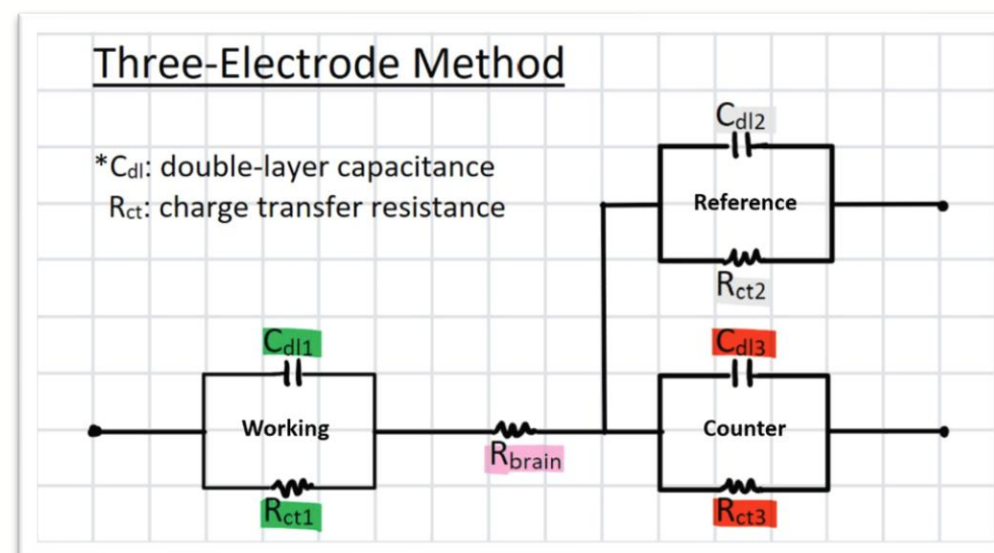 Three-Electrode Method
Cdl2
*Cdl: double-layer capacitance
Reference
Rct: charge transfer resistance
Rct2
Cdl1
Cdl3
Working
Counter
Rbrain
Rct1
Rct3